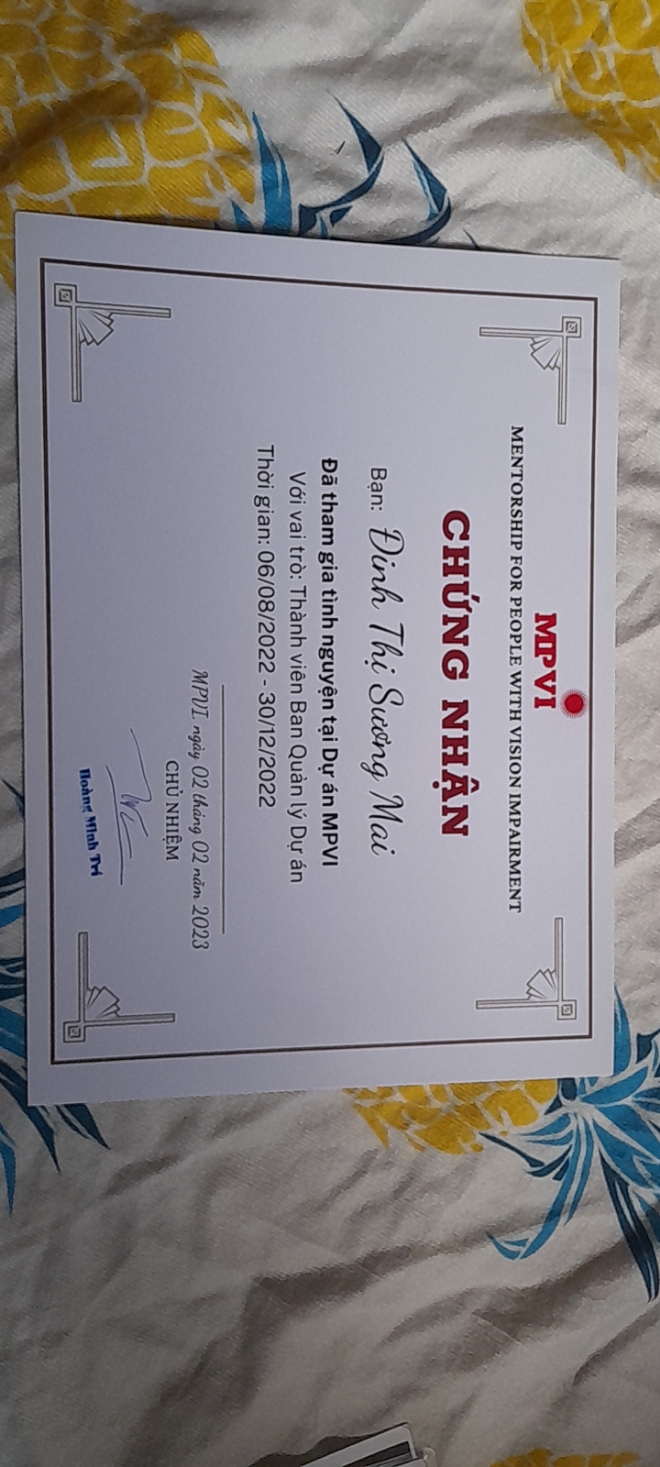 MPVI
MENTORSHIP FOR PEOPLE WITH VISION IMPAIRMENT
CHỨNG NHẬN
Bạn: Đinh Thị Sương Mai
Đã tham gia tình nguyện tại Dự án MPVI
Với vai trò: Thành viên Ban Quản lý Dự án
Thời gian: 06/08/2022 - 30/12/2022
MPVI, ngày 02 tháng 02 năm 2023
CHỦ NHIỆM
Hoàng Minh Trí